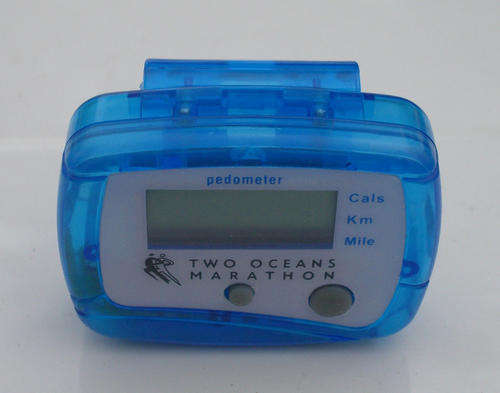 pedometer
Cals
Km
Mile
TWO OCEANS
MARATHON